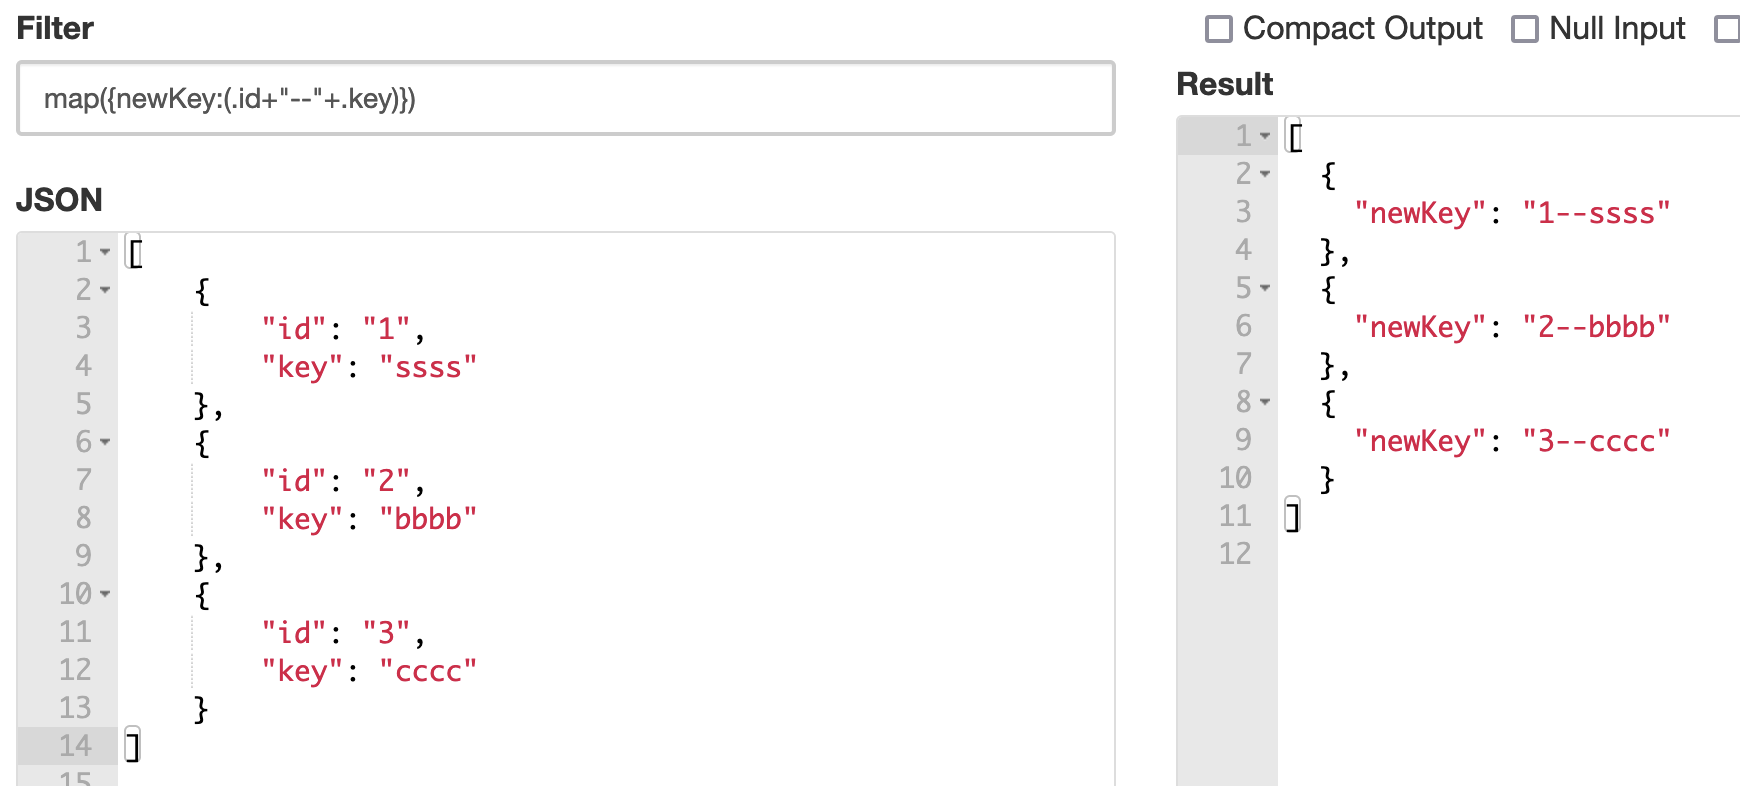 Filter
map({newKey:(.id+"--"+.key)})
JSON
1 [
2 {
3 "id": "1",
4 "key": "ssss"
5 },
6 {
7 "id": "2",
8 "key": "bbbb"
9 },
10 {
11 "id": "3",
12 "key": "cccc"
13 }
14 ]
15
Compact Output Null Input
Result
1 [
2 {
3 "newKey": "1--ssss"
4 },
5 {
6 "newKey": "2--bbbb"
7 },
8 {
9 "newKey": "3--cccc"
10 }
11 ]
12